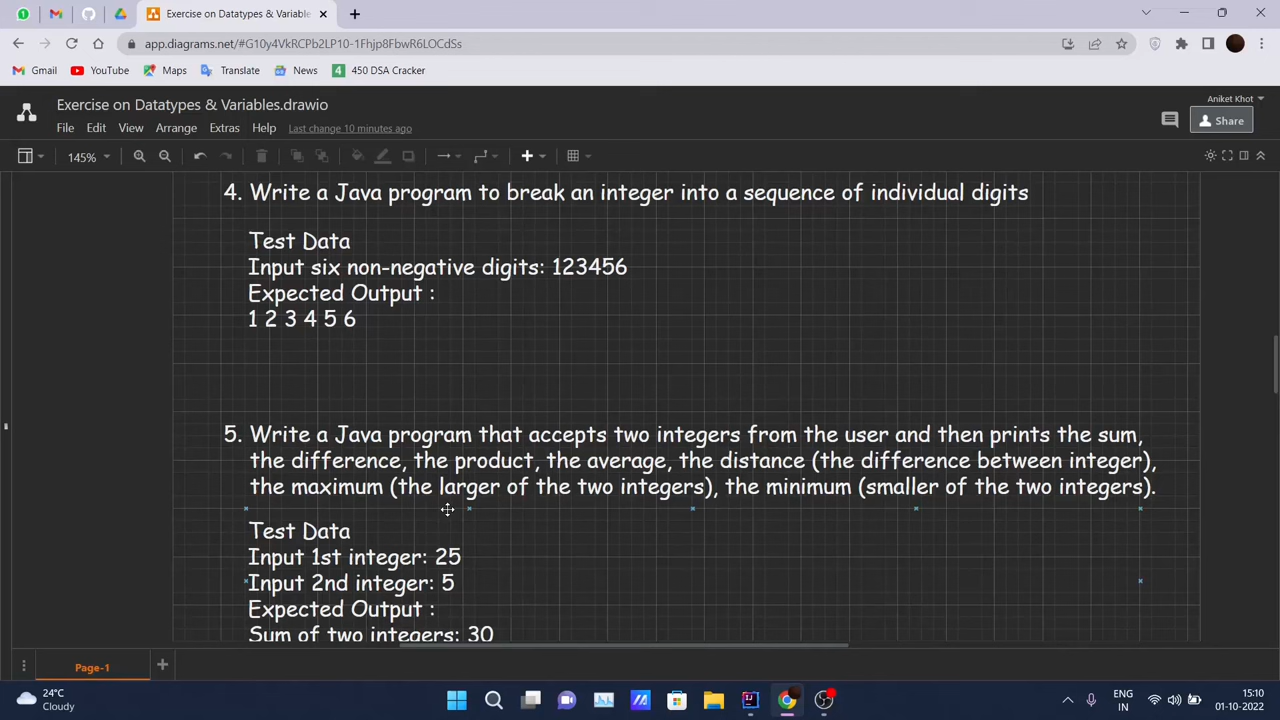 Exercise on Datatypes & Variable
app.diagrams.net/#G10y4VkRCPb2LP10-1Fhjp8FbwR6LOCdSs
Gmail YouTube Maps Translate News 4 450 DSA Cracker
Exercise on Datatypes & Variables.drawio
Aniket Khot
File Edit View Arrange Extras Help Last change 10 minutes ago
Share
145%
4. Write a Java program to break an integer into a sequence of individual digits
Test Data
Input six non-negative digits: 123456
Expected Output :
1 2 3 4 5 6
5. Write a Java program that accepts two integers from the user and then prints the sum,
the difference, the product, the average, the distance (the difference between integer),
the maximum (the larger of the two integers), the minimum (smaller of the two integers).
Test Data
Input 1st integer: 25
Input 2nd integer: 5
Expected Output :
Sum of two integers: 30
Page-1
24°C
Cloudy
ENG
IN
15:10
01-10-2022